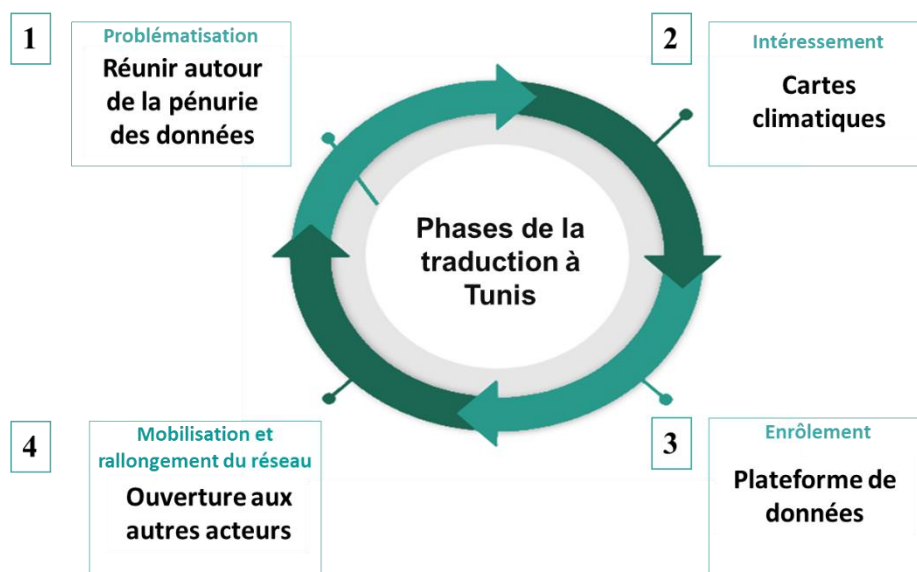 1
Problématisation
Réunir autour
de la pénurie
des données
2
Intéressement
Cartes
climatiques
Phases de la
traduction à
Tunis
3
Enrôlement
Plateforme de
données
4
Mobilisation et
rallongement du réseau
Ouverture aux
autres acteurs